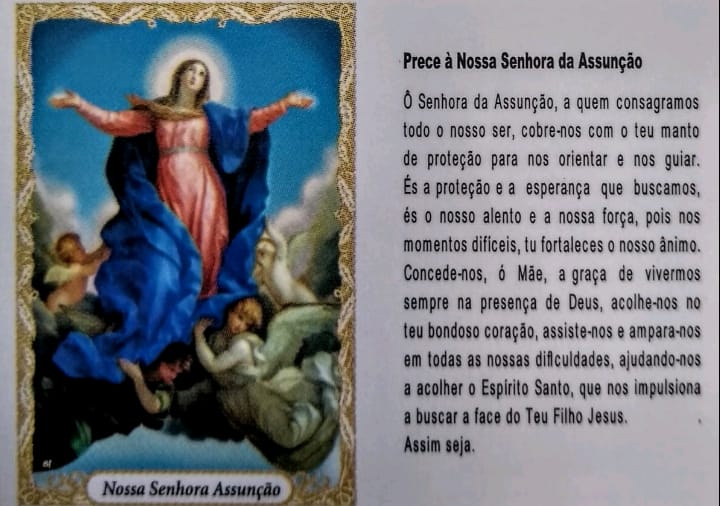 Nossa Senhora Assunção
Prece à Nossa Senhora da Assunção
Ô Senhora da Assunção, a quem consagramos
todo o nosso ser, cobre-nos com o teu manto
de proteção para nos orientar e nos guiar.
És a proteção e a esperança que buscamos,
és o nosso alento e a nossa força, pois nos
momentos difíceis, tu fortaleces o nosso ânimo.
Concede-nos, ó Mãe, a graça de vivermos
sempre na presença de Deus, acolhe-nos no
teu bondoso coração, assiste-nos e ampara-nos
em todas as nossas dificuldades, ajudando-nos
a acolher o Espírito Santo, que nos impulsiona
a buscar a face do Teu Filho Jesus.
Assim seja.